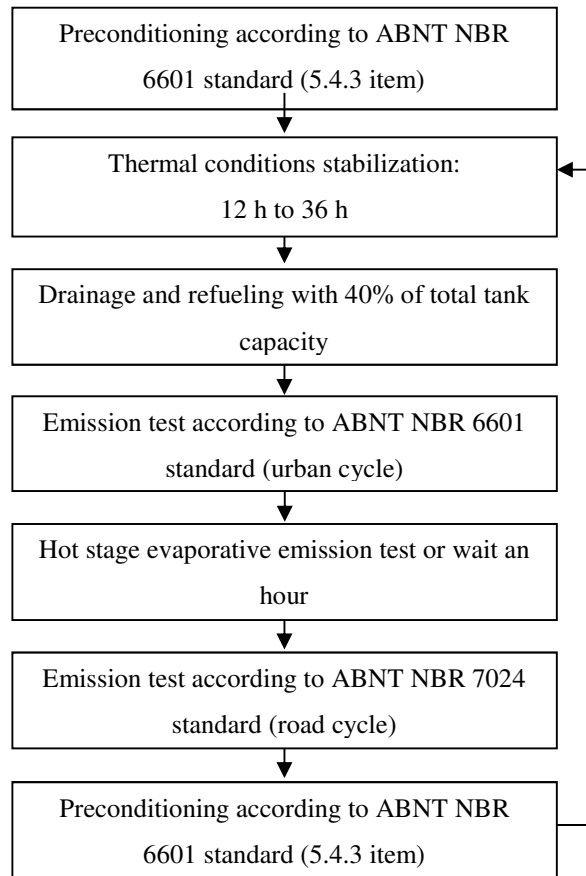 Preconditioning according to ABNT NBR
6601 standard (5.4.3 item)
Thermal conditions stabilization:
12 h to 36 h
Drainage and refueling with 40% of total tank
capacity
Emission test according to ABNT NBR 6601
standard (urban cycle)
Hot stage evaporative emission test or wait an
hour
Emission test according to ABNT NBR 7024
standard (road cycle)
Preconditioning according to ABNT NBR
6601 standard (5.4.3 item)